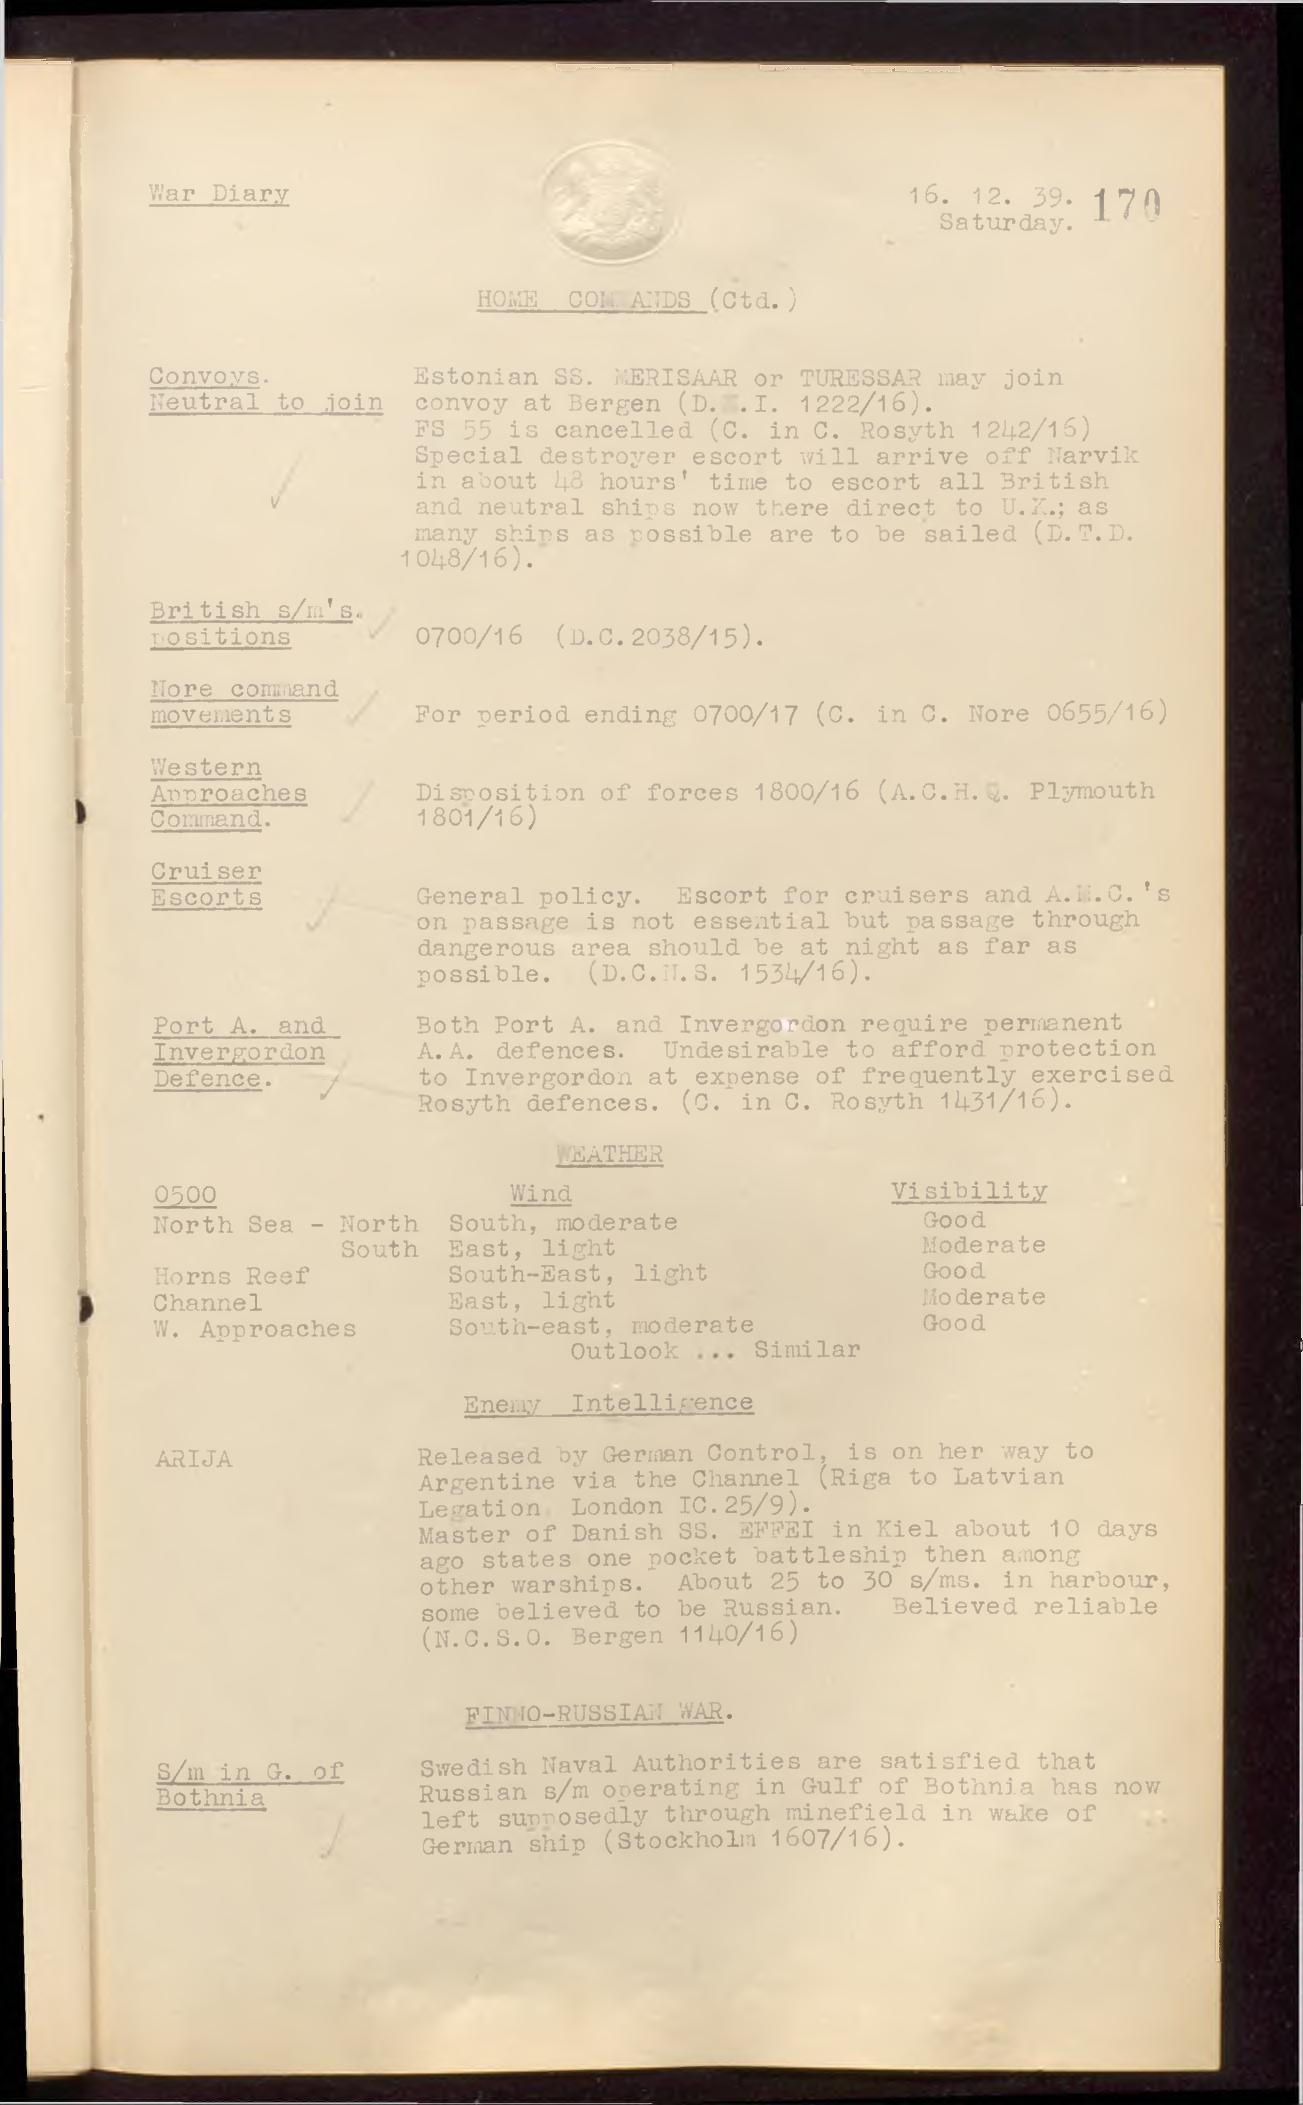 War Diary
16. 12. 39. 170
Saturday.
HOME COMMANDS (Ctd.)
Convoys.
Neutral to join
Estonian SS. MERISAAR or TURESSAR may join
convoy at Bergen (D. .I. 1222/16).
FS 55 is cancelled (C. in C. Rosyth 1242/16)
Special destroyer escort will arrive off Narvik
in about 48 hours' time to escort all British
and neutral ships now there direct to U.K.; as
many ships as possible are to be sailed (D.T.D.
1048/16).
British s/m's.
positions
0700/16 (D.C.2038/15).
Nore command
movements
For period ending 0700/17 (C. in C. Nore 0655/16)
Western
Approaches
Command.
Disposition of forces 1800/16 (A.C.H.Q. Plymouth
1801/16)
Cruiser
Escorts
General policy. Escort for cruisers and A.M.C.'s
on passage is not essential but passage through
dangerous area should be at night as far as
possible. (D.C.N.S. 1534/16).
Port A. and
Invergordon
Defence.
Both Port A. and Invergordon require permanent
A.A. defences. Undesirable to afford protection
to Invergordon at expense of frequently exercised
Rosyth defences. (C. in C. Rosyth 1431/16).
WEATHER
0500 Wind Visibility
North Sea - North South, moderate Good
South East, light Moderate
Horns Reef South-East, light Good
Channel East, light Moderate
W. Approaches South-east, moderate Good
Outlook ... Similar
Enemy Intelligence
ARIJA
Released by German Control, is on her way to
Argentine via the Channel (Riga to Latvian
Legation London IC.25/9).
Master of Danish SS. EFFEI in Kiel about 10 days
ago states one pocket battleship then among
other warships. About 25 to 30 s/ms. in harbour,
some believed to be Russian. Believed reliable
(N.C.S.O. Bergen 1140/16)
FINNO-RUSSIAN WAR.
S/m in G. of
Bothnia
Swedish Naval Authorities are satisfied that
Russian s/m operating in Gulf of Bothnia has now
left supposedly through minefield in wake of
German ship (Stockholm 1607/16).